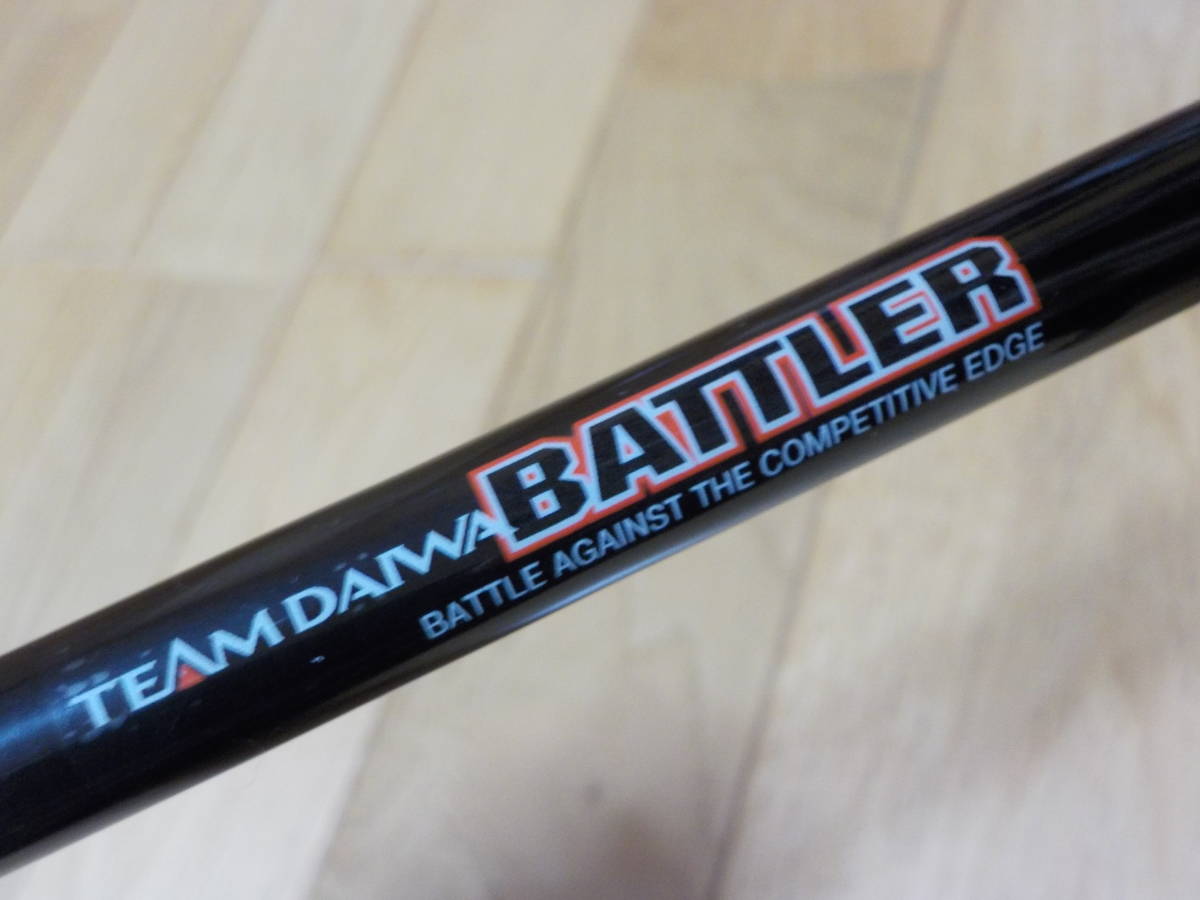 TEAM DAIWA BATTLER
BATTLE AGAINST THE COMPETITIVE EDGE